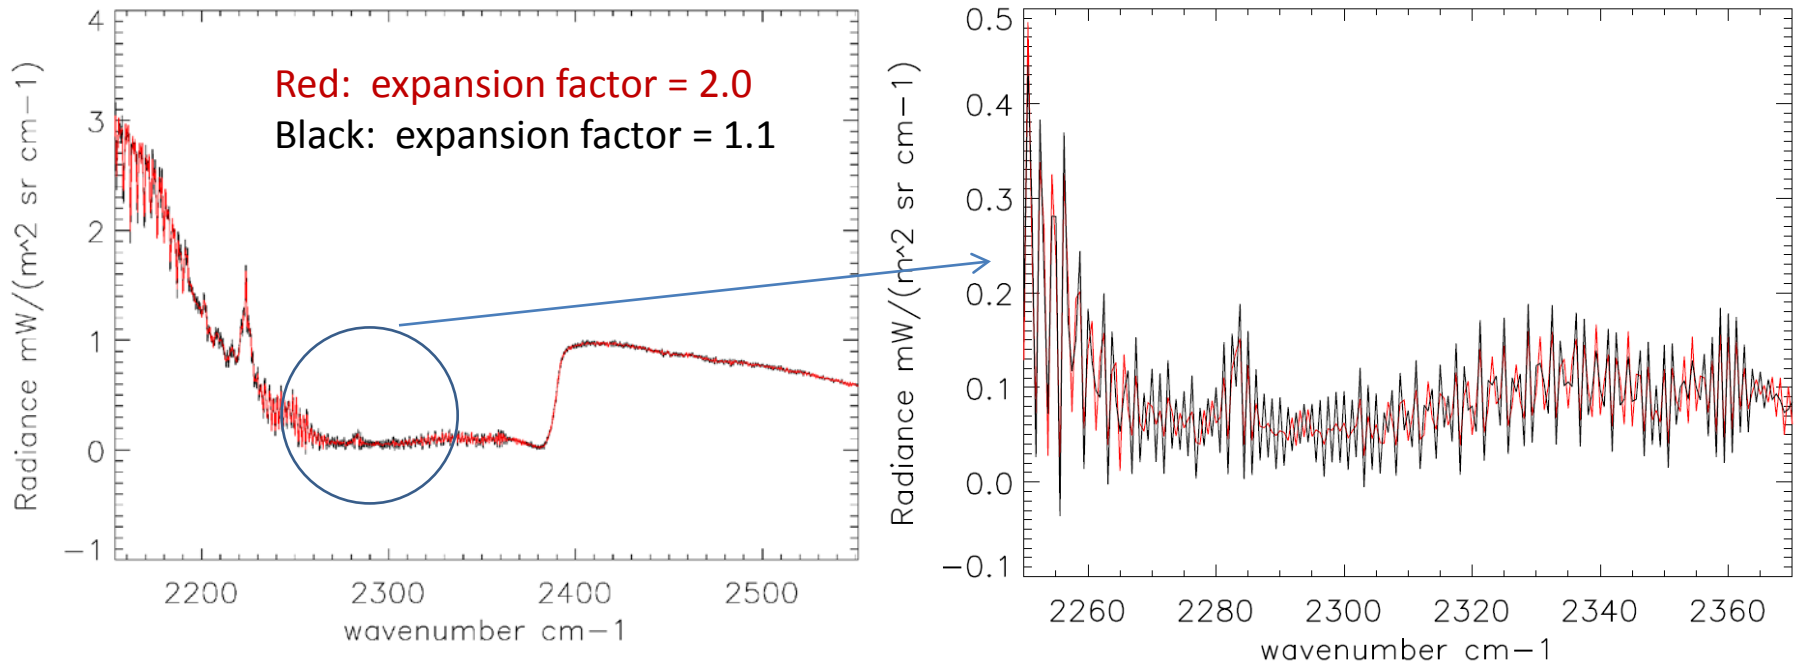 Red:  expansion factor = 2.0
Black:  expansion factor = 1.1
Radiance mW/(m^2 sr cm-1)
4
3
2
1
0
-1
2200 2300 2400 2500
wavenumber cm-1
Radiance mW/(m^2 sr cm-1)
0.5
0.4
0.3
0.2
0.1
0.0
-0.1
2260 2280 2300 2320 2340 2360
wavenumber cm-1